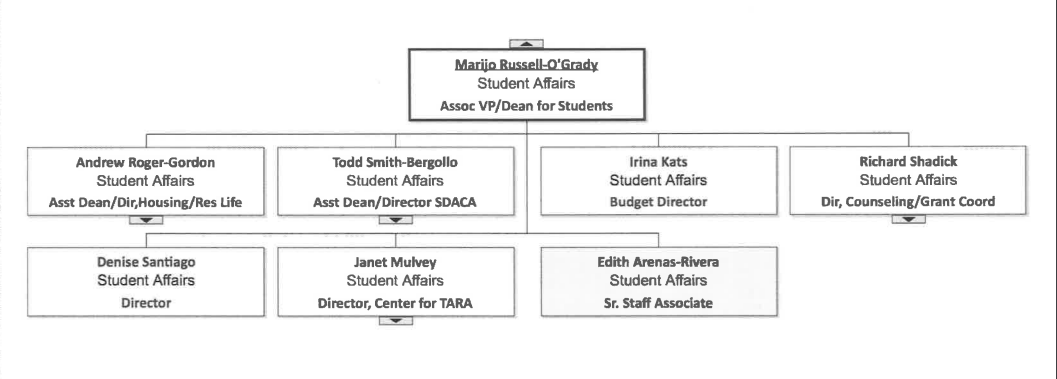 Marijo Russell-O'Grady
Student Affairs
Assoc VP/Dean for Students
Andrew Roger-Gordon
Student Affairs
Asst Dean/Dir,Housing/Res Life
Todd Smith-Bergollo
Student Affairs
Asst Dean/Director SDACA
Irina Kats
Student Affairs
Budget Director
Richard Shadick
Student Affairs
Dir, Counseling/Grant Coord
Denise Santiago
Student Affairs
Director
Janet Mulvey
Student Affairs
Director, Center for TARA
Edith Arenas-Rivera
Student Affairs
Sr. Staff Associate